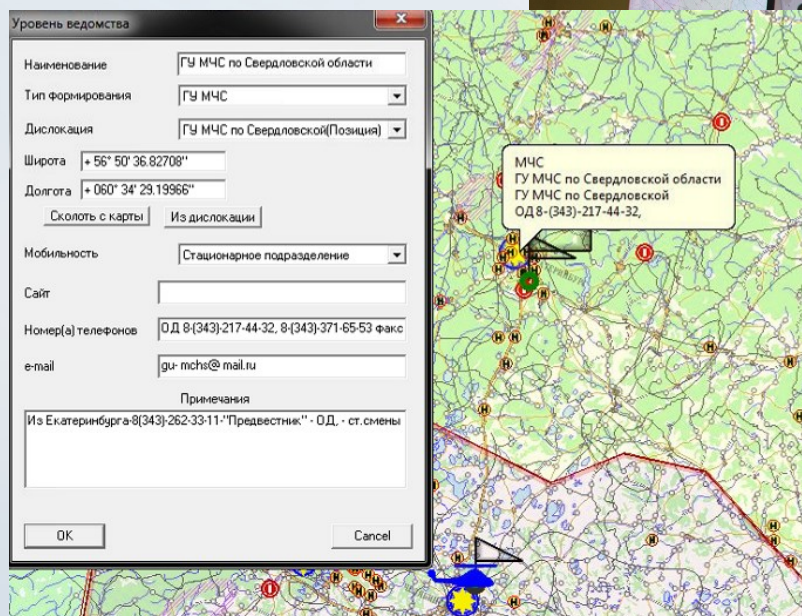 Уровень ведомства
Наименование
ГУ МЧС по Свердловской области
Тип формирования
ГУ МЧС
Дислокация
ГУ МЧС по Свердловской(Позиция)
Широта
+ 56° 50' 36.82708''
Долгота
+ 060° 34' 29.19966''
Сколоть с карты
Из дислокации
Мобильность
Стационарное подразделение
Сайт
Номер(а) телефонов
ОД 8-(343)-217-44-32, 8-(343)-371-65-53 факс
e-mail
gu- mchs@ mail.ru
Примечания
Из Екатеринбурга-8(343)-262-33-11-"Предвестник" - ОД, - ст.смены
OK
Cancel
МЧС
ГУ МЧС по Свердловской области
ГУ МЧС по Свердловской
ОД 8-(343)-217-44-32,